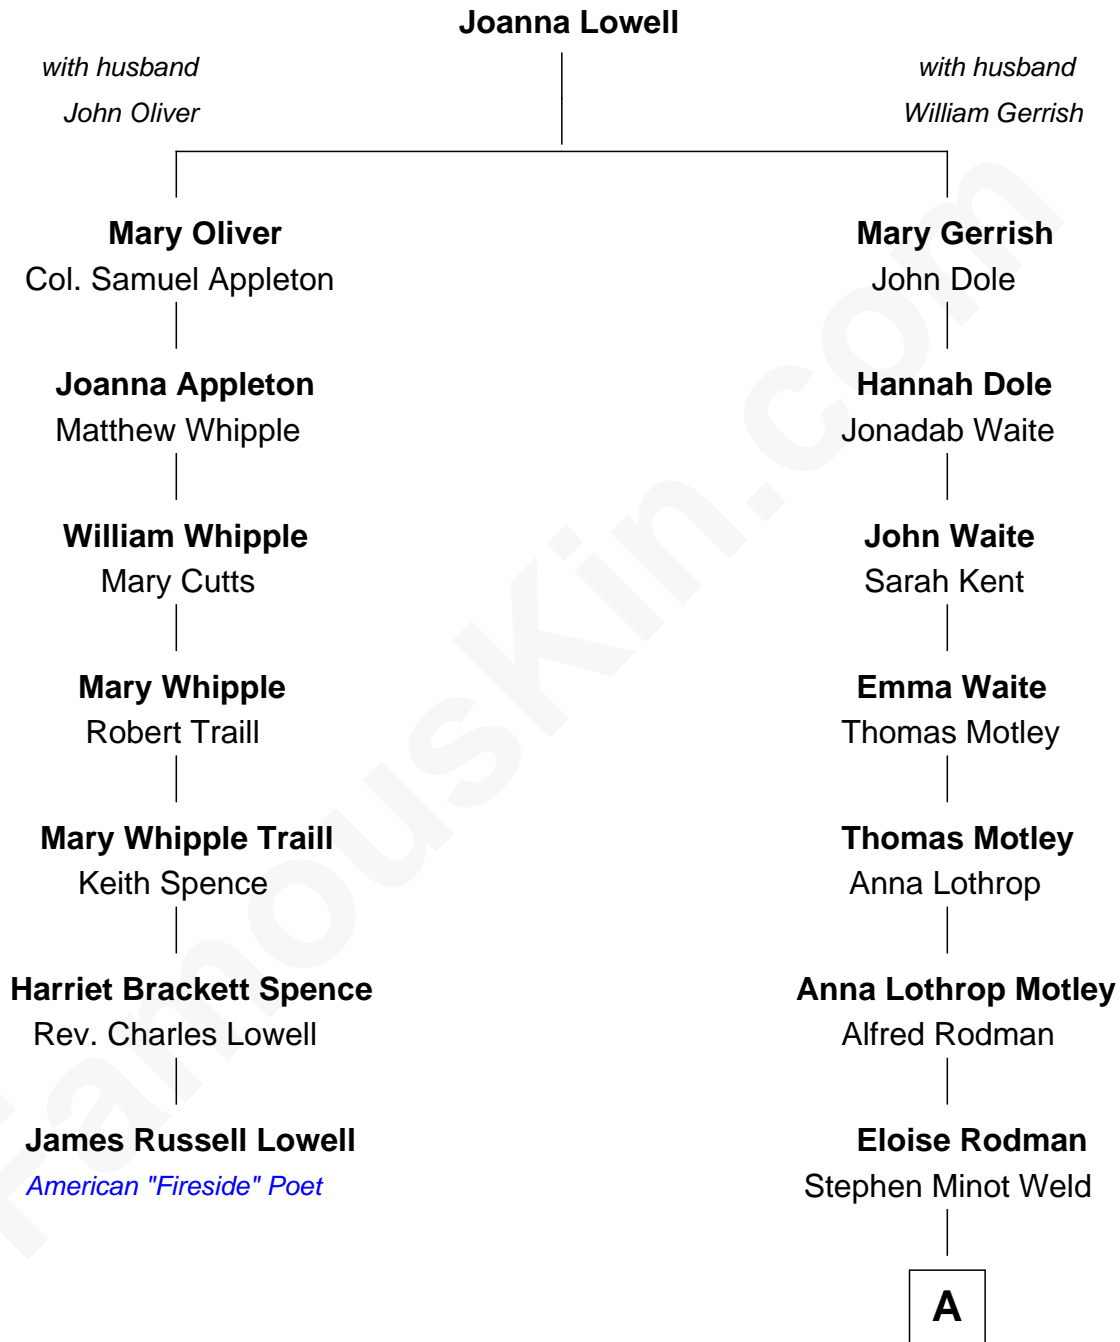 Joanna Lowell
with husband
John Oliver
with husband
William Gerrish
Mary Oliver
Col. Samuel Appleton
Mary Gerrish
John Dole
Joanna Appleton
Matthew Whipple
Hannah Dole
Jonadab Waite
William Whipple
Mary Cutts
John Waite
Sarah Kent
Mary Whipple
Robert Traill
Emma Waite
Thomas Motley
Mary Whipple Traill
Keith Spence
Thomas Motley
Anna Lothrop
Harriet Brackett Spence
Rev. Charles Lowell
Anna Lothrop Motley
Alfred Rodman
James Russell Lowell
American "Fireside" Poet
Eloise Rodman
Stephen Minot Weld
A
FamousKin.com